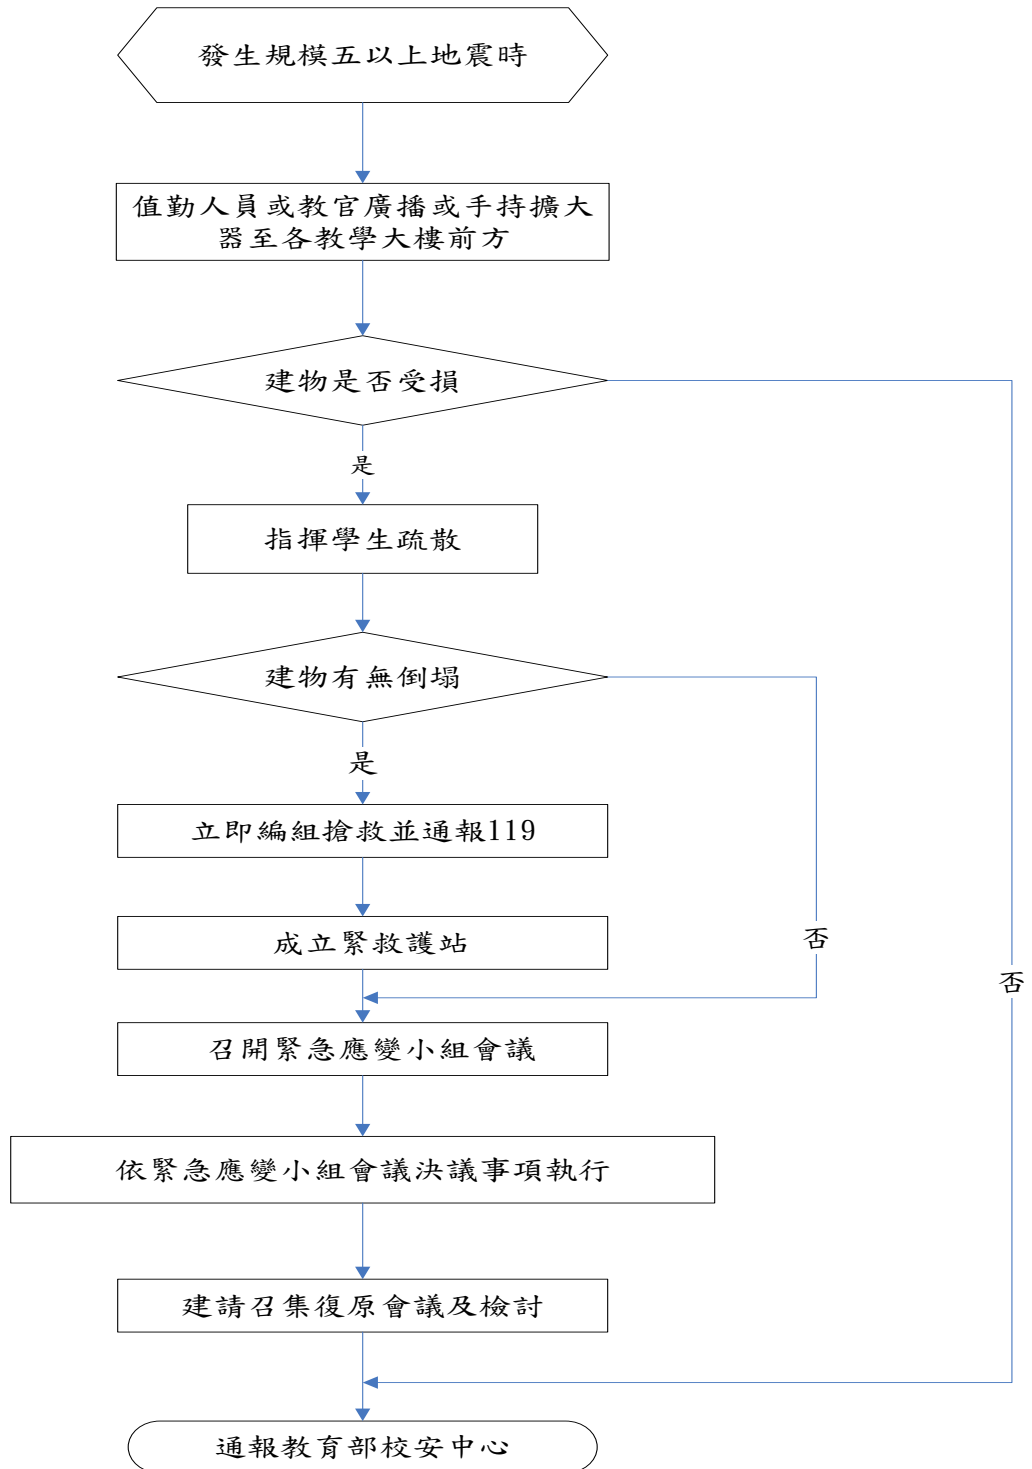 發生規模五以上地震時
值勤人員或教官廣播或手持擴大
器至各教學大樓前方
建物是否受損
是
指揮學生疏散
建物有無倒塌
是
立即編組搶救並通報119
成立緊救護站
否
否
召開緊急應變小組會議
依緊急應變小組會議決議事項執行
建請召集復原會議及檢討
通報教育部校安中心